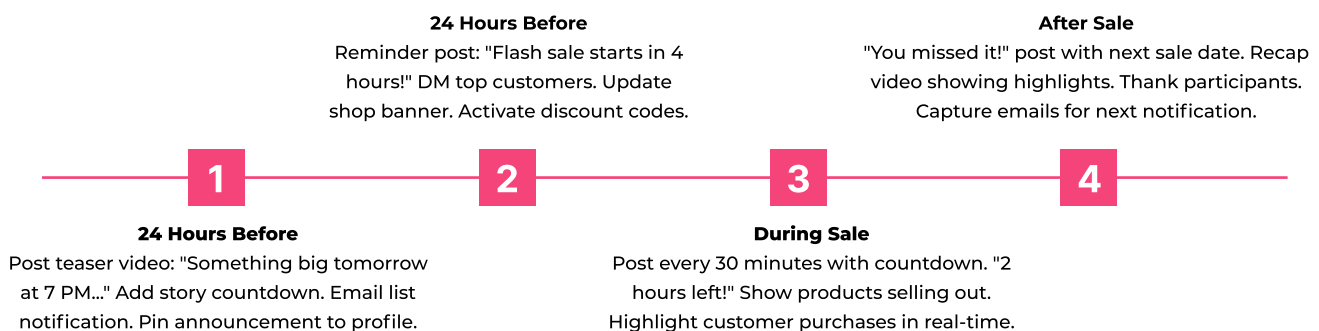 24 Hours Before
Reminder post: "Flash sale starts in 4
hours!" DM top customers. Update
shop banner. Activate discount codes.
After Sale
"You missed it!" post with next sale date. Recap
video showing highlights. Thank participants.
Capture emails for next notification.
1
2
3
4
24 Hours Before
Post teaser video: "Something big tomorrow
at 7 PM..." Add story countdown. Email list
notification. Pin announcement to profile.
During Sale
Post every 30 minutes with countdown. "2
hours left!" Show products selling out.
Highlight customer purchases in real-time.